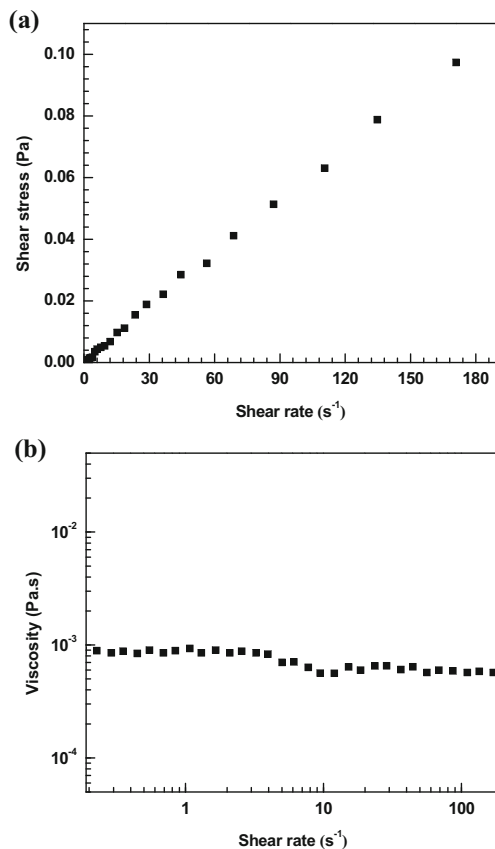 (a)
0.10
0.08
0.06
0.04
0.02
0.00
Shear stress (Pa)
0 30 60 90 120 150 180
Shear rate (s⁻¹)
(b)
10⁻²
10⁻³
10⁻⁴
Viscosity (Pa.s)
1 10 100
Shear rate (s⁻¹)